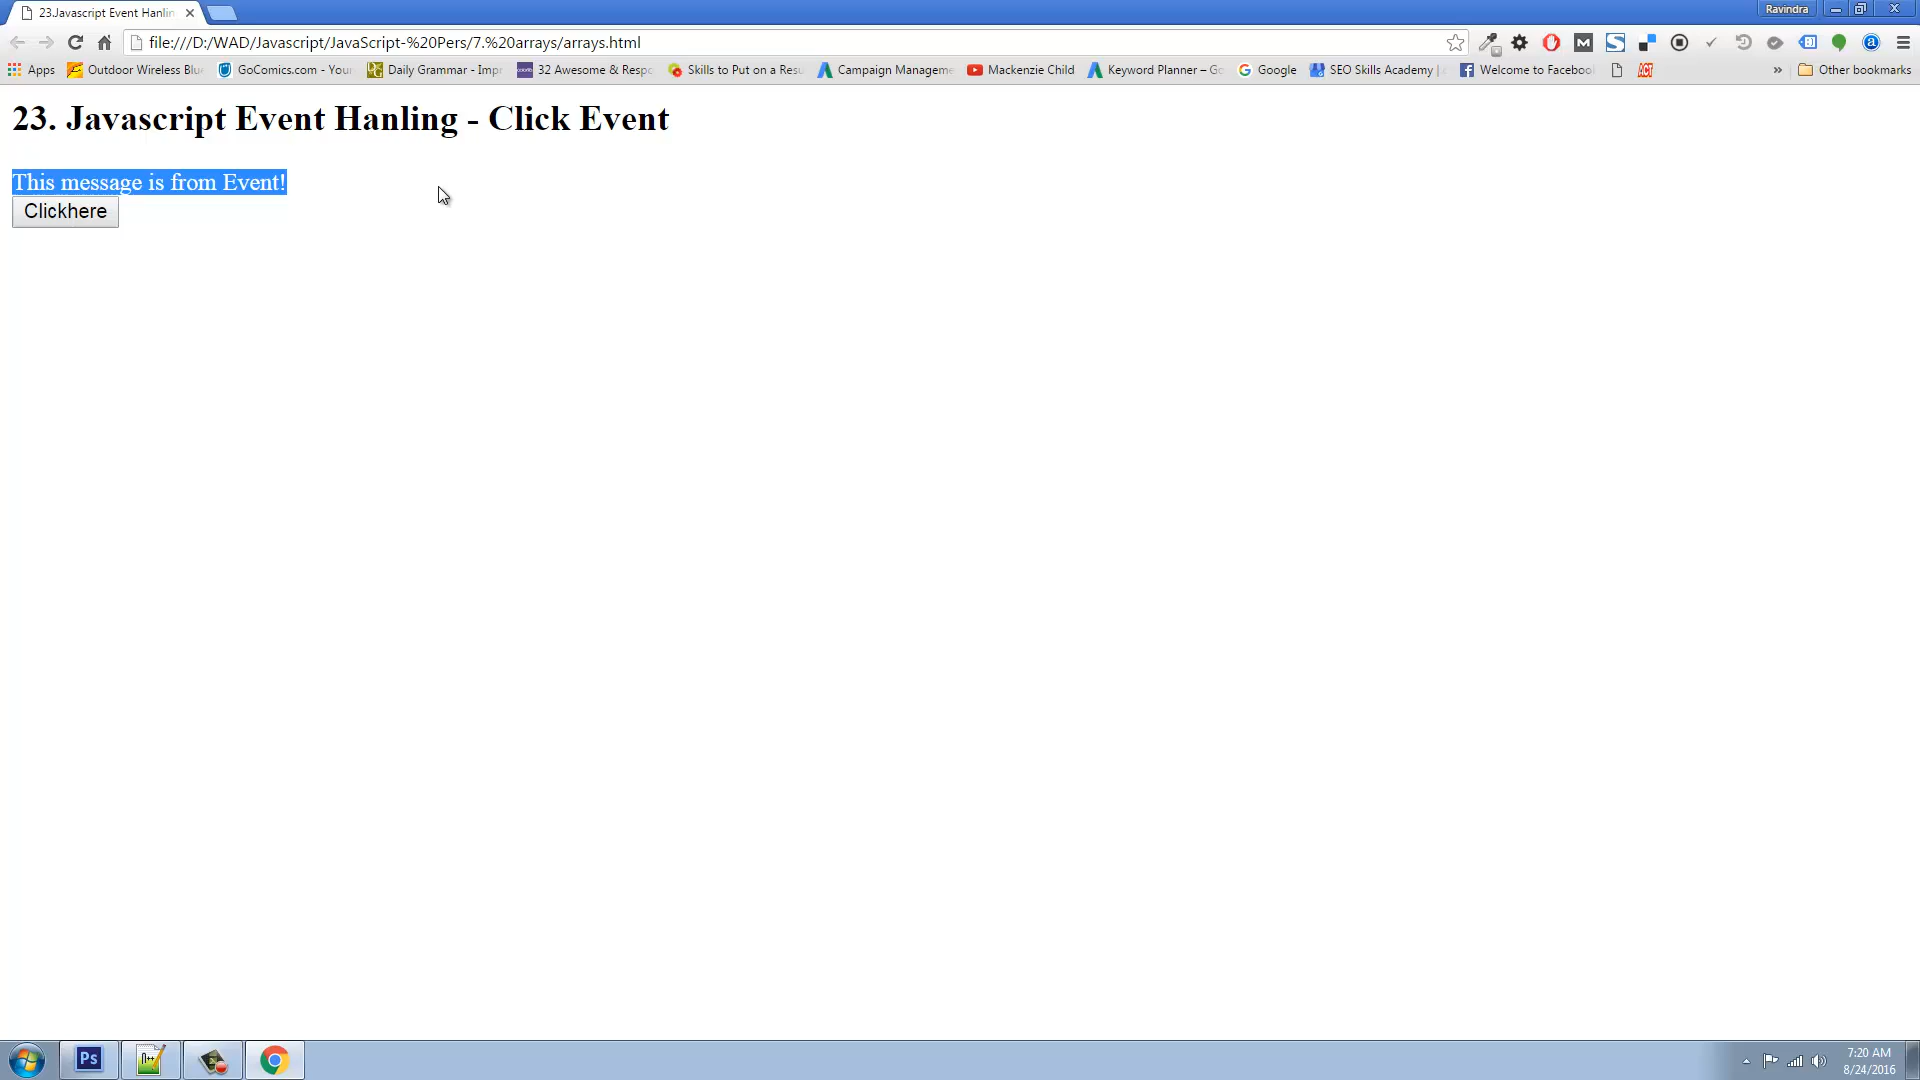 23.Javascript Event Hanlin
Ravindra
file:///D:/WAD/Javascript/JavaScript-%20Pers/7.%20arrays/arrays.html
Apps Outdoor Wireless Blu GoComics.com - Your Daily Grammar - Imp 32 Awesome & Resp Skills to Put on a Resu Campaign Manageme Mackenzie Child Keyword Planner – Go Google SEO Skills Academy | Welcome to Faceboo ACT » Other bookmarks
23. Javascript Event Hanling - Click Event
This message is from Event!
Clickhere
Ps
7:20 AM
8/24/2016